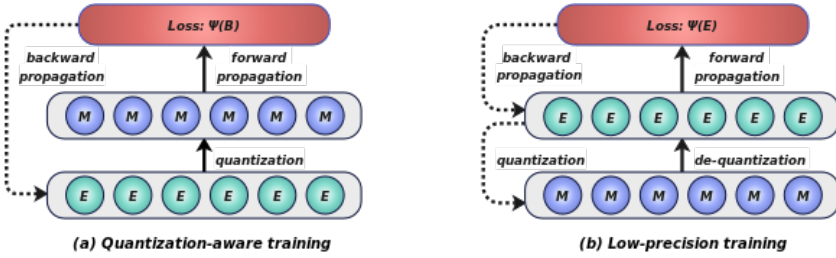 Loss: Ψ(B)
backward
propagation
forward
propagation
M M M M M M
quantization
E E E E E E
(a) Quantization-aware training
Loss: Ψ(E)
backward
propagation
forward
propagation
E E E E E E
quantization
de-quantization
M M M M M M
(b) Low-precision training